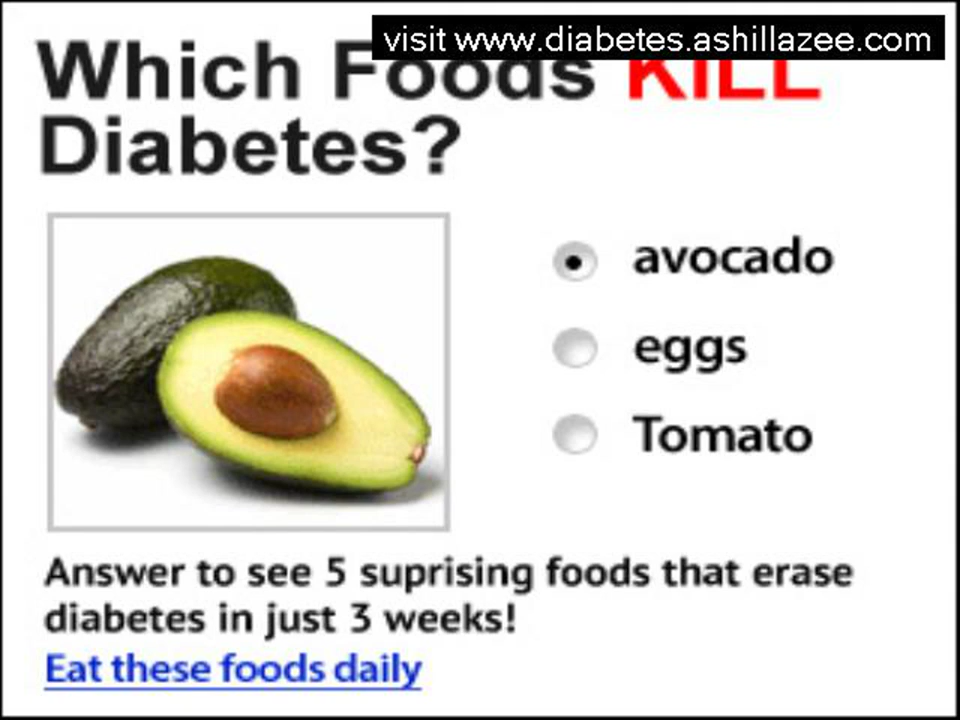 visit www.diabetes.ashillazee.com
Which Foods KILL
Diabetes?
avocado
eggs
Tomato
Answer to see 5 suprising foods that erase
diabetes in just 3 weeks!
Eat these foods daily